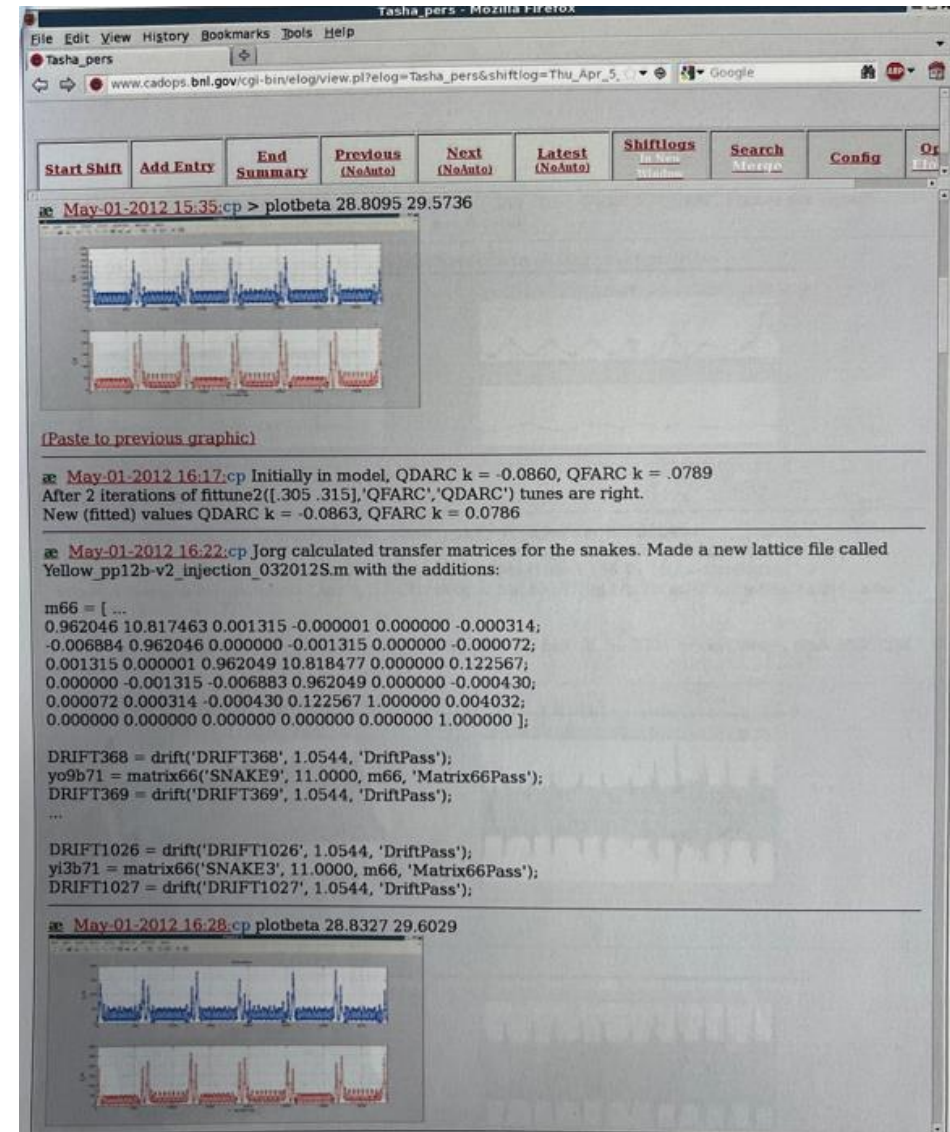 Tasha_pers - Mozilla Firefox
File Edit View History Bookmarks Tools Help
Tasha_pers
www.cadops.bnl.gov/cgi-bin/elog/view.pl?elog=Tasha_pers&shiftlog=Thu_Apr_5_ Google ABP
Start Shift Add Entry End Summary Previous (NoAuto) Next (NoAuto) Latest (NoAuto) Shiftlogs In New Window Search Merge Config
æ May-01-2012 15:35:cp > plotbeta 28.8095 29.5736
(Paste to previous graphic)
æ May-01-2012 16:17:cp Initially in model, QDARC k = -0.0860, QFARC k = .0789
After 2 iterations of fittune2([.305 .315],'QFARC','QDARC') tunes are right.
New (fitted) values QDARC k = -0.0863, QFARC k = 0.0786
æ May-01-2012 16:22:cp Jorg calculated transfer matrices for the snakes. Made a new lattice file called
Yellow_pp12b-v2_injection_032012S.m with the additions:
m66 = [ ...
0.962046 10.817463 0.001315 -0.000001 0.000000 -0.000314;
-0.006884 0.962046 0.000000 -0.001315 0.000000 -0.000072;
0.001315 0.000001 0.962049 10.818477 0.000000 0.122567;
0.000000 -0.001315 -0.006883 0.962049 0.000000 -0.000430;
0.000072 0.000314 -0.000430 0.122567 1.000000 0.004032;
0.000000 0.000000 0.000000 0.000000 0.000000 1.000000 ];
DRIFT368 = drift('DRIFT368', 1.0544, 'DriftPass');
yo9b71 = matrix66('SNAKE9', 11.0000, m66, 'Matrix66Pass');
DRIFT369 = drift('DRIFT369', 1.0544, 'DriftPass');
...
DRIFT1026 = drift('DRIFT1026', 1.0544, 'DriftPass');
yi3b71 = matrix66('SNAKE3', 11.0000, m66, 'Matrix66Pass');
DRIFT1027 = drift('DRIFT1027', 1.0544, 'DriftPass');
æ May-01-2012 16:28:cp plotbeta 28.8327 29.6029